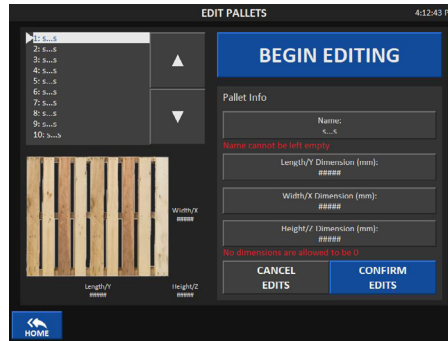 EDIT PALLETS
4:12:43 P
1: s...s
2: s...s
3: s...s
4: s...s
5: s...s
6: s...s
7: s...s
8: s...s
9: s...s
10: s...s
BEGIN EDITING
Pallet Info
Name:
s...s
Name cannot be left empty
Length/Y Dimension (mm):
#####
Width/X Dimension (mm):
#####
Height/Z Dimension (mm):
#####
No dimensions are allowed to be 0
Width/X
#####
Length/Y
#####
Height/Z
#####
CANCEL
EDITS
CONFIRM
EDITS
HOME